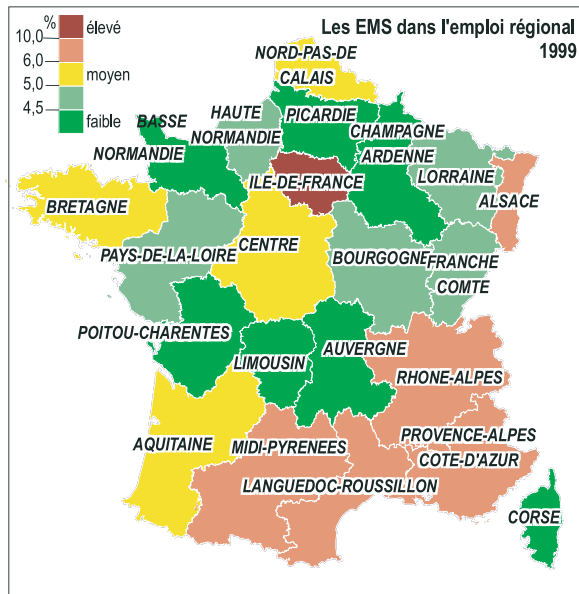 Les EMS dans l'emploi régional
1999
%
10,0
6,0
5,0
4,5
élevé
moyen
faible
NORD-PAS-DE
CALAIS
HAUTE
NORMANDIE
PICARDIE
BASSE
NORMANDIE
CHAMPAGNE
ARDENNE
ILE-DE-FRANCE
LORRAINE
ALSACE
BRETAGNE
PAYS-DE-LA-LOIRE
CENTRE
BOURGOGNE
FRANCHE
COMTE
POITOU-CHARENTES
LIMOUSIN
AUVERGNE
RHONE-ALPES
AQUITAINE
MIDI-PYRENEES
PROVENCE-ALPES
COTE-D'AZUR
LANGUEDOC-ROUSSILLON
CORSE